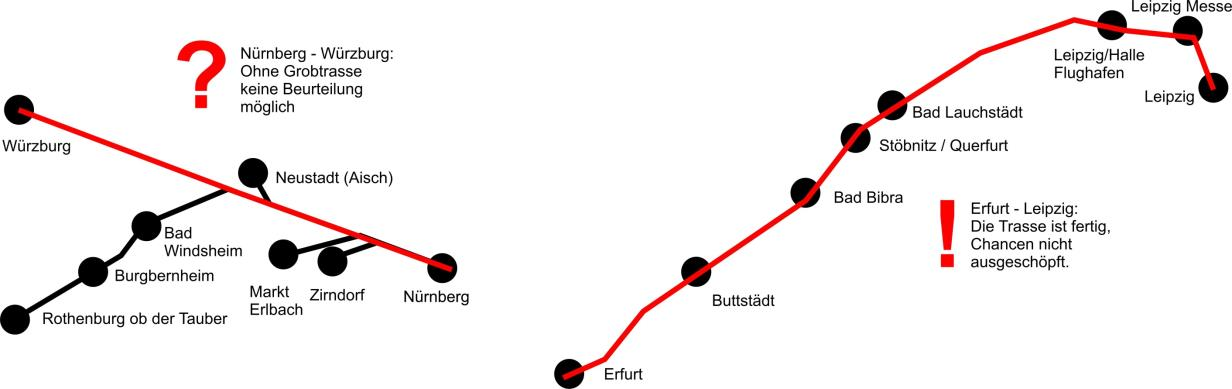 ?
Nürnberg - Würzburg:
Ohne Grobtrasse
keine Beurteilung
möglich
Würzburg
Neustadt (Aisch)
Bad
Windsheim
Burgbernheim
Rothenburg ob der Tauber
Markt
Erlbach
Zirndorf
Nürnberg
Leipzig Messe
Leipzig/Halle
Flughafen
Leipzig
Bad Lauchstädt
Stöbnitz / Querfurt
Bad Bibra
!
Erfurt - Leipzig:
Die Trasse ist fertig,
Chancen nicht
ausgeschöpft.
Buttstädt
Erfurt